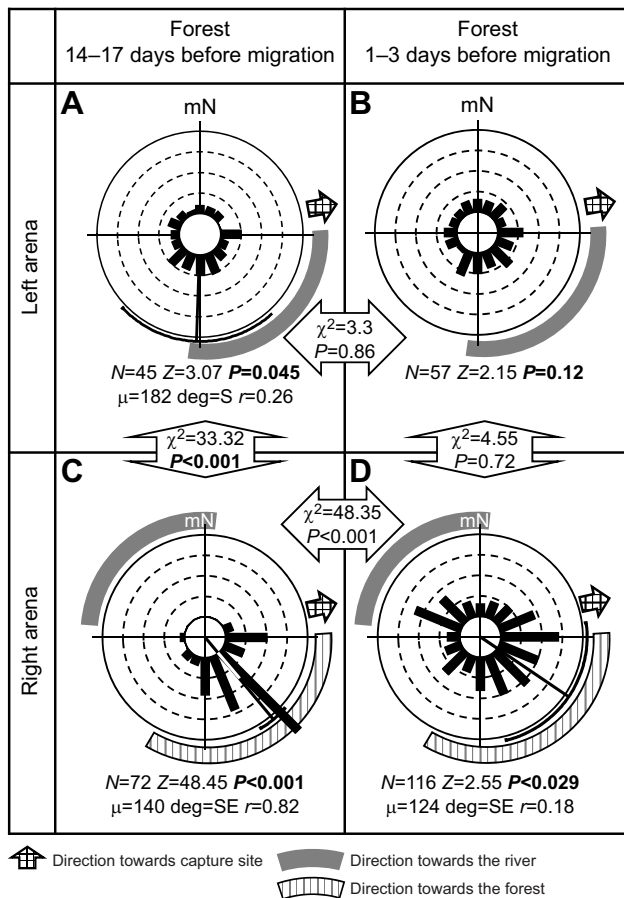 Forest
14–17 days before migration
Forest
1–3 days before migration
Left arena
A
mN
B
mN
N=45 Z=3.07 P=0.045
μ=182 deg=S r=0.26
χ2=3.3
P=0.86
N=57 Z=2.15 P=0.12
χ2=33.32
P<0.001
χ2=4.55
P=0.72
Right arena
C
mN
χ2=48.35
P<0.001
D
mN
N=72 Z=48.45 P<0.001
μ=140 deg=SE r=0.82
N=116 Z=2.55 P<0.029
μ=124 deg=SE r=0.18
Direction towards capture site
Direction towards the river
Direction towards the forest